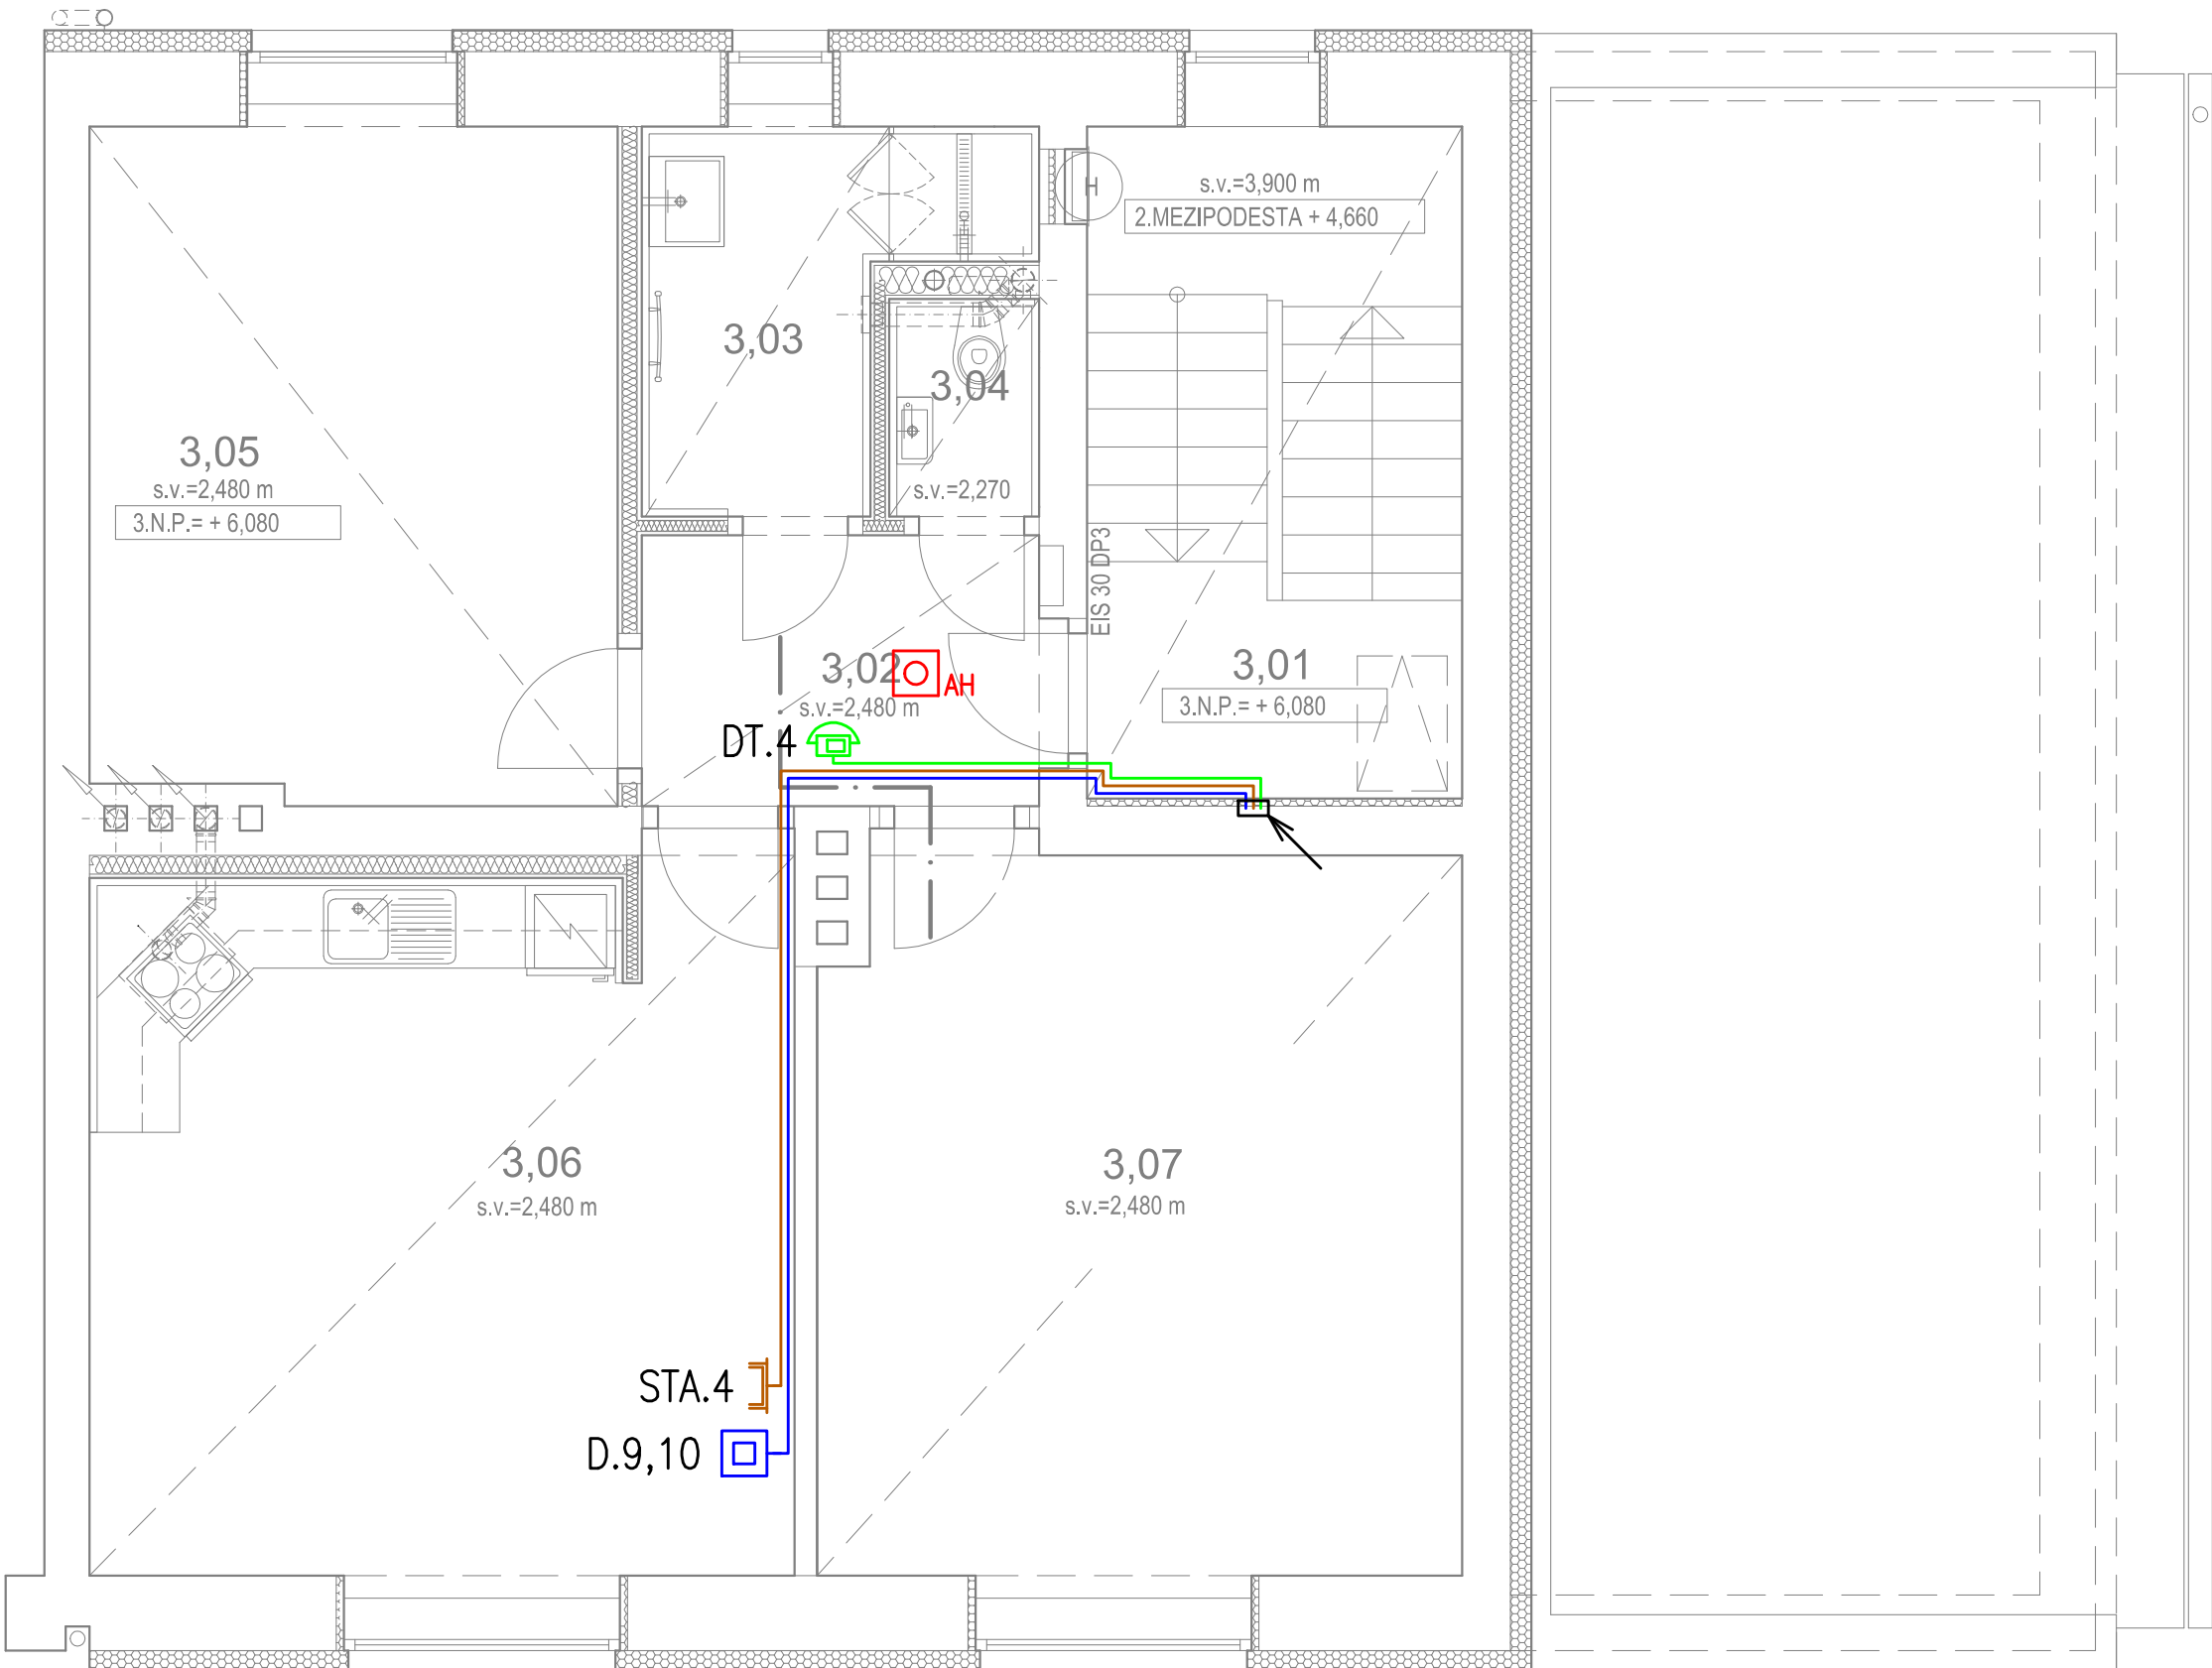 s.v.=3,900 m
2.MEZIPODESTA + 4,660
H
3,03
3,04
s.v.=2,270
3,05
s.v.=2,480 m
3.N.P.= + 6,080
EIS 30 DP3
3,02
s.v.=2,480 m
AH
3,01
3.N.P.= + 6,080
DT.4
3,06
s.v.=2,480 m
3,07
s.v.=2,480 m
STA.4
D.9,10